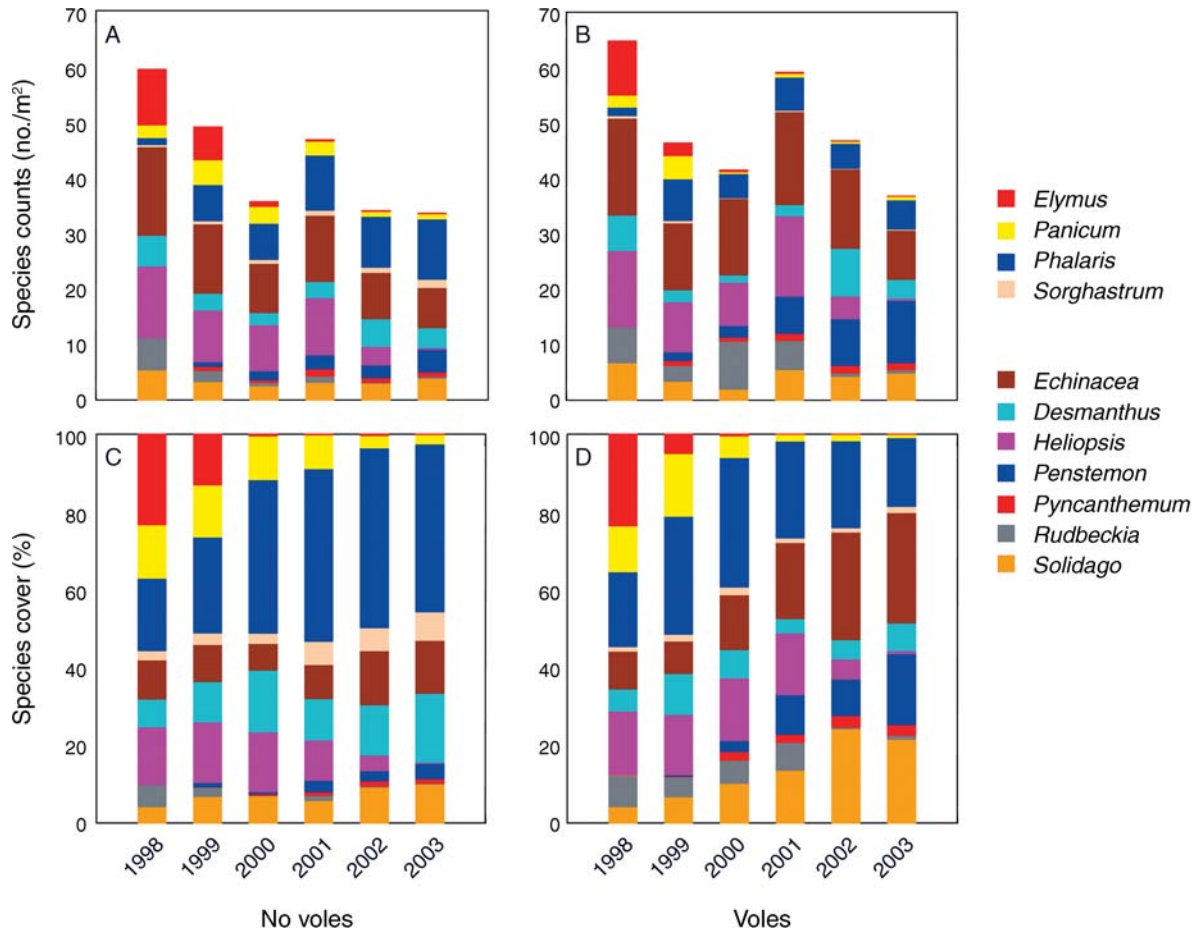 A
B
Species counts (no./m²)
70
60
50
40
30
20
10
0
70
60
50
40
30
20
10
0
Elymus
Panicum
Phalaris
Sorghastrum
Echinacea
Desmanthus
Heliopsis
Penstemon
Pyncanthemum
Rudbeckia
Solidago
C
D
Species cover (%)
100
80
60
40
20
0
100
80
60
40
20
0
1998 1999 2000 2001 2002 2003
1998 1999 2000 2001 2002 2003
No voles
Voles